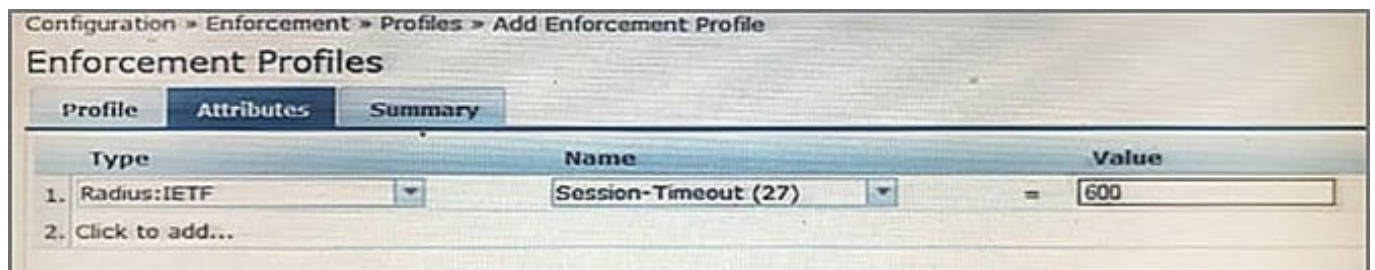 Configuration » Enforcement » Profiles » Add Enforcement Profile
Enforcement Profiles
Profile Attributes Summary
Type Name Value
1. Radius:IETF Session-Timeout (27) = 600
2. Click to add...